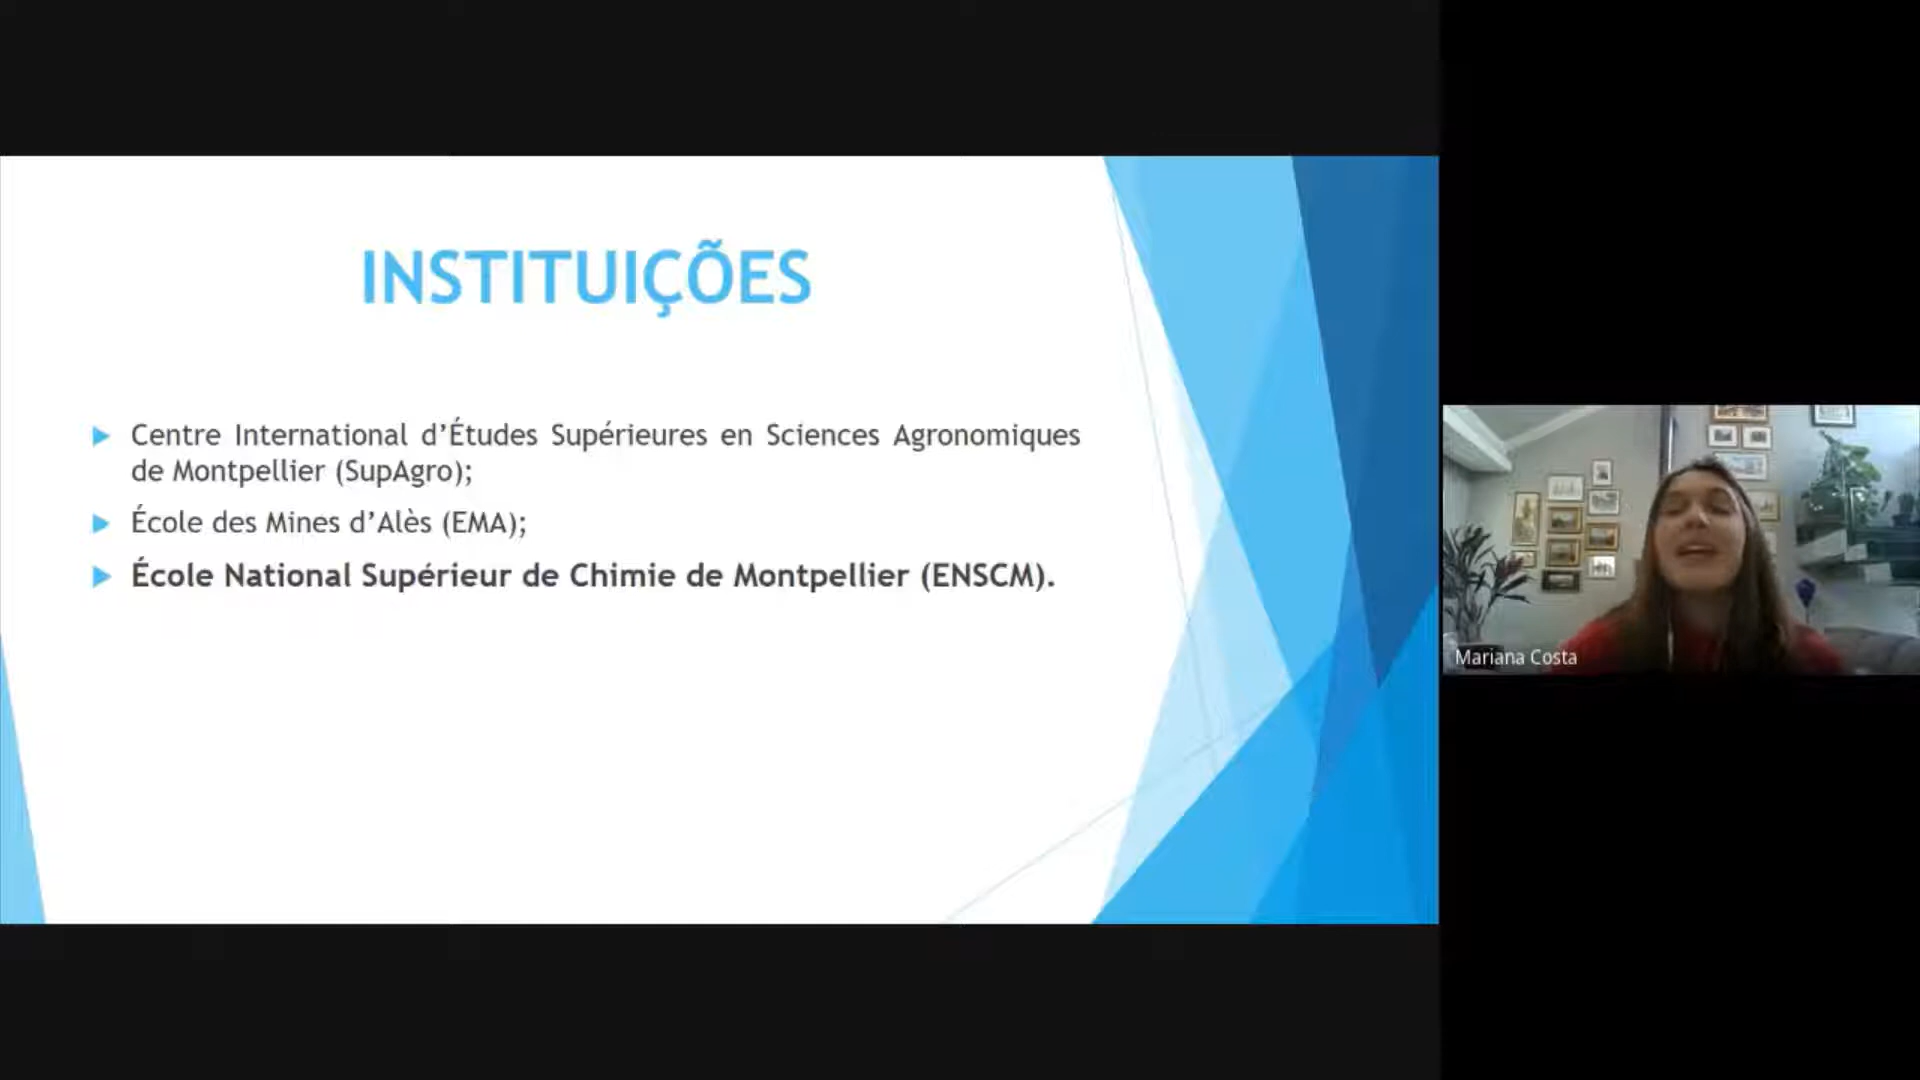 INSTITUIÇÕES
Centre International d’Études Supérieures en Sciences Agronomiques
de Montpellier (SupAgro);
École des Mines d’Alès (EMA);
École National Supérieur de Chimie de Montpellier (ENSCM).
Mariana Costa